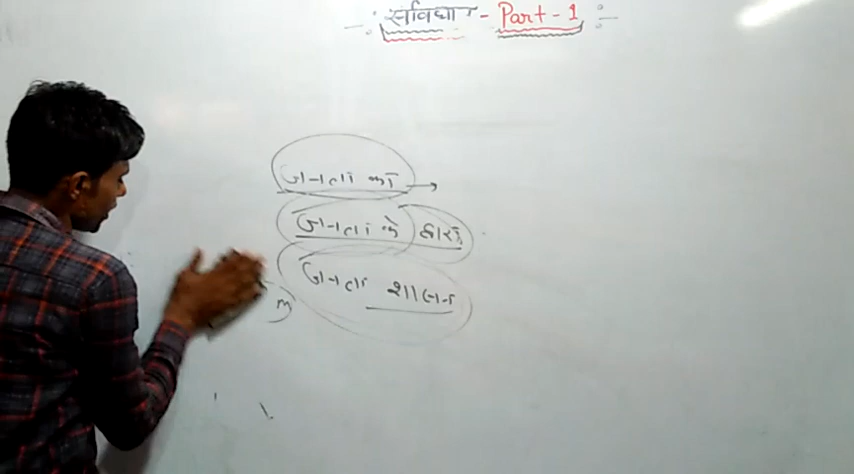 संविधान - Part - 1
जनता का →
जनता के द्वारा
जनता शासन